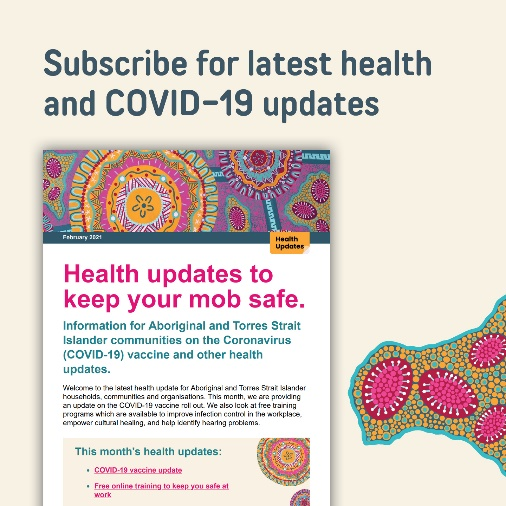 Subscribe for latest health
and COVID-19 updates
February 2021
Health
Updates
Health updates to
keep your mob safe.
Information for Aboriginal and Torres Strait
Islander communities on the Coronavirus
(COVID-19) vaccine and other health
updates.
Welcome to the latest health update for Aboriginal and Torres Strait Islander
households, communities and organisations. This month, we are providing
an update on the COVID-19 vaccine roll out. We also look at free training
programs which are available to improve infection control in the workplace,
empower cultural healing, and help identify hearing problems.
This month's health updates:
• COVID-19 vaccine update
• Free online training to keep you safe at
work